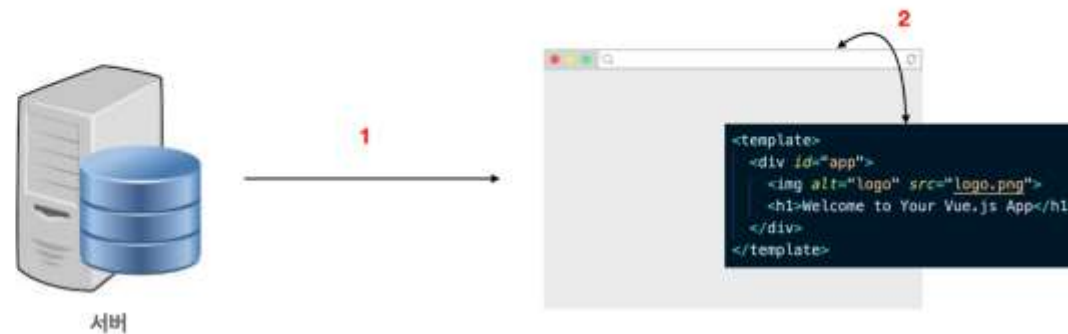 2
1
<template>
<div id="app">
<img alt="logo" src="logo.png">
<h1>Welcome to Your Vue.js App</h1
</div>
</template>
서버